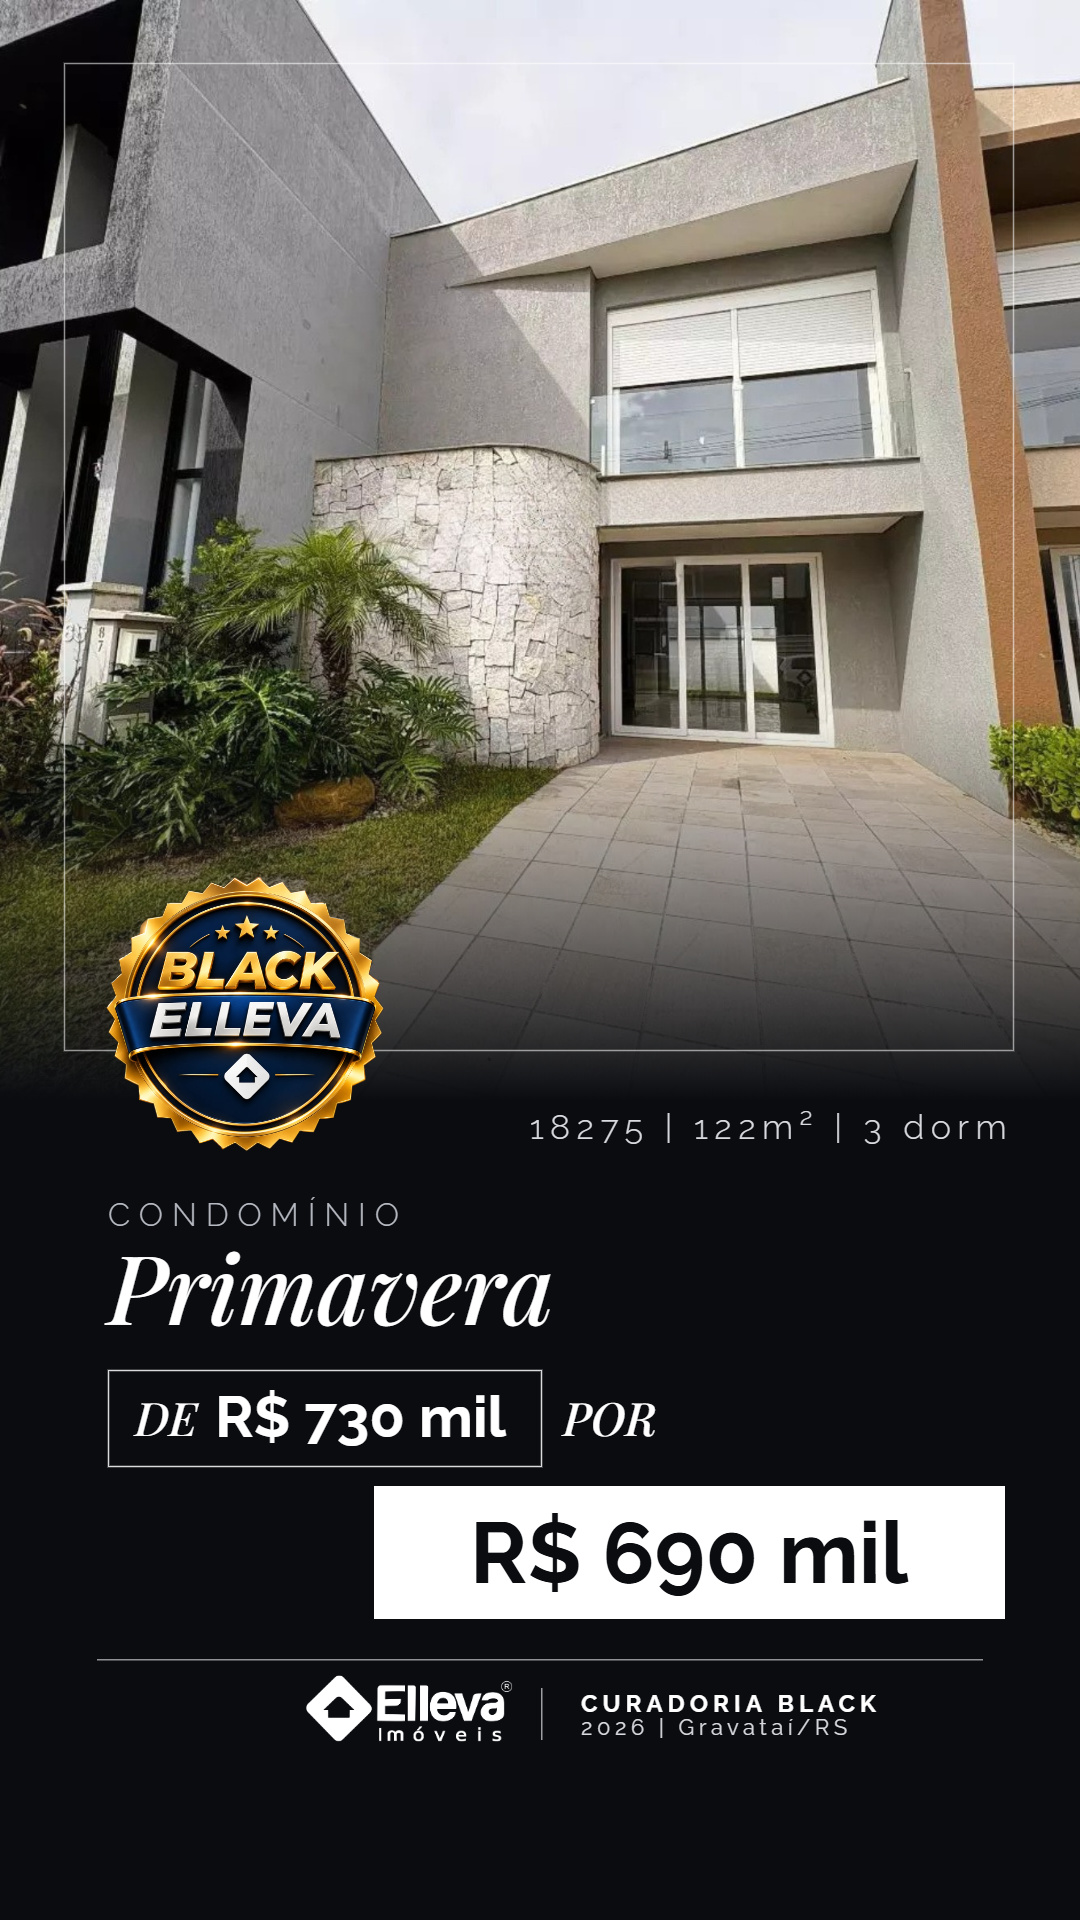 87
BLACK
ELLEVA
18275 | 122m² | 3 dorm
CONDOMÍNIO
Primavera
DE R$ 730 mil POR
R$ 690 mil
Elleva®
Imóveis
CURADORIA BLACK
2026 | Gravataí/RS